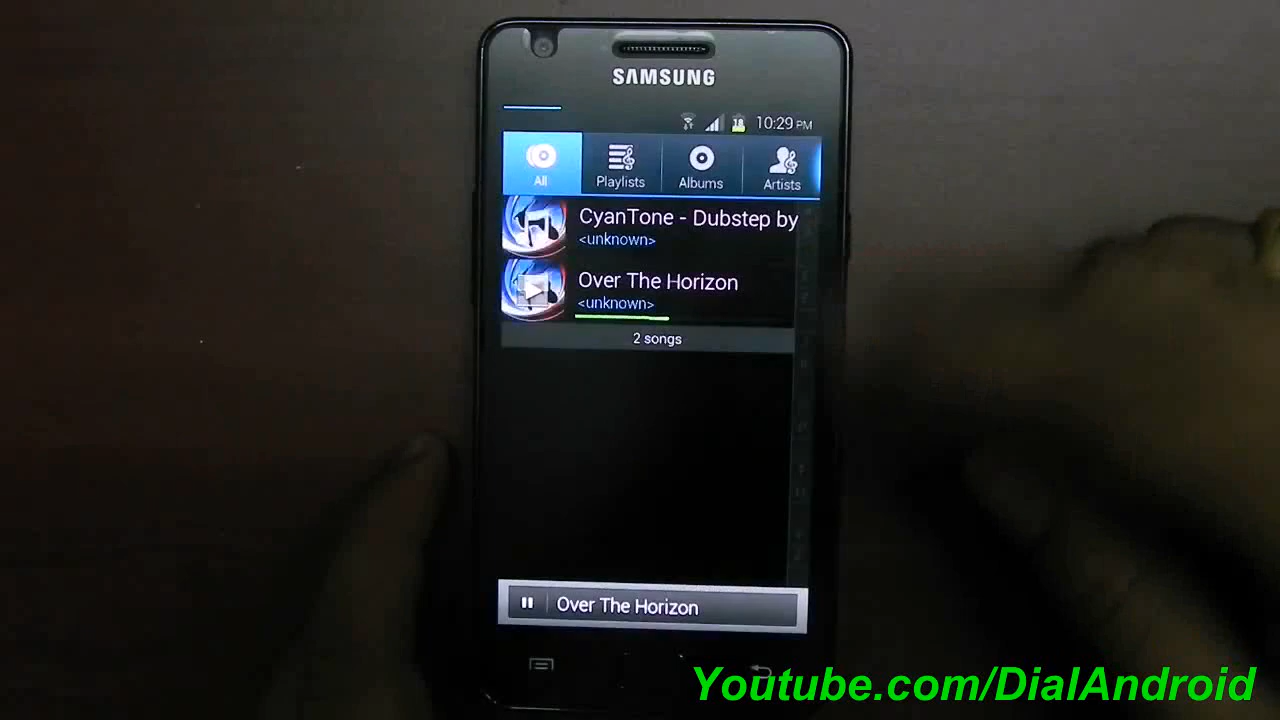 SAMSUNG
18 10:29 PM
All Playlists Albums Artists
CyanTone - Dubstep by
<unknown>
Over The Horizon
<unknown>
2 songs
Over The Horizon
Youtube.com/DialAndroid